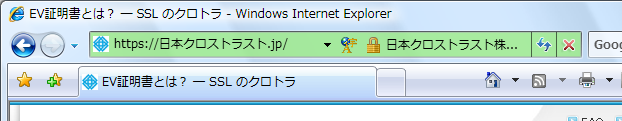 EV証明書とは? ― SSL のクロトラ - Windows Internet Explorer
https://日本クロストラスト.jp/ 日本クロストラスト株... Goo
EV証明書とは? ― SSL のクロトラ